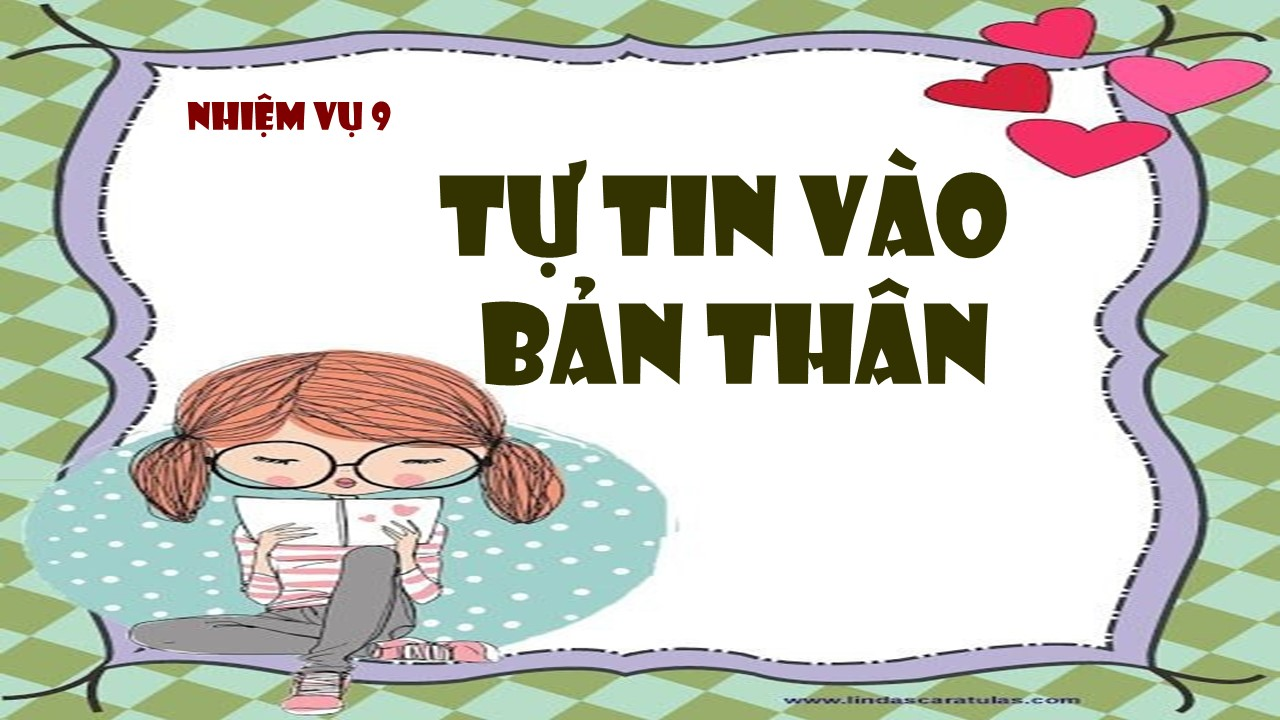 NHIỆM VỤ 9
TỰ TIN VÀO
BẢN THÂN
www.lindascaratulas.com